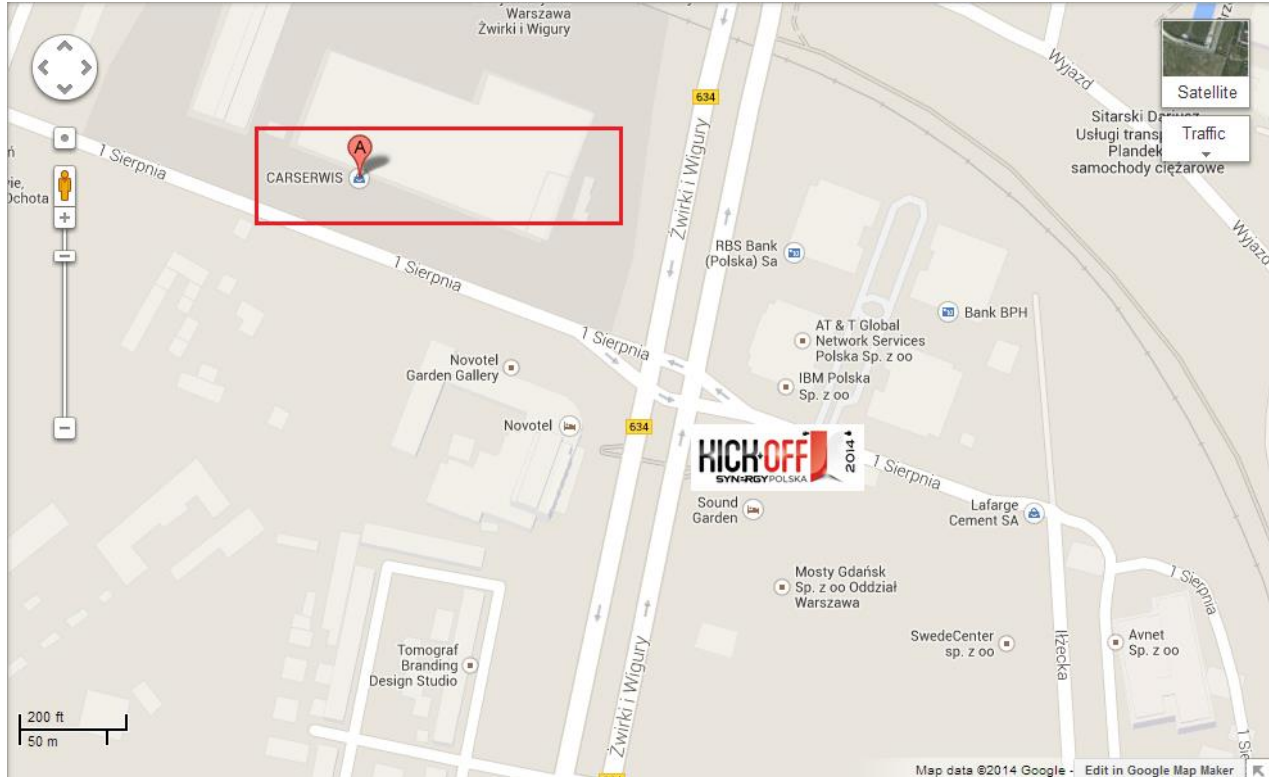 Warszawa
Żwirki i Wigury
Satellite
Traffic
Wyjazd
634
Sitarski
Usługi
Plandek
samochody ciężarowe
1 Sierpnia
A
CARSERWIS
vie,
Ochota
Żwirki i Wigury
RBS Bank
(Polska) Sa
Wyjazd
1 Sierpnia
Bank BPH
AT & T Global
Network Services
Polska Sp. z oo
1 Sierpnia
Novotel
Garden Gallery
IBM Polska
Sp. z oo
Novotel
634
KICK-OFF
2014
SYNERGY POLSKA
1 Sierpnia
Sound
Garden
Lafarge
Cement SA
Mosty Gdańsk
Sp. z oo Oddział
Warszawa
1 Sierpnia
SwedeCenter
sp. z oo
Iłżecka
Avnet
Sp. z oo
Tomograf
Branding
Design Studio
Żwirki i Wigury
200 ft
50 m
Map data ©2014 Google - Edit in Google Map Maker